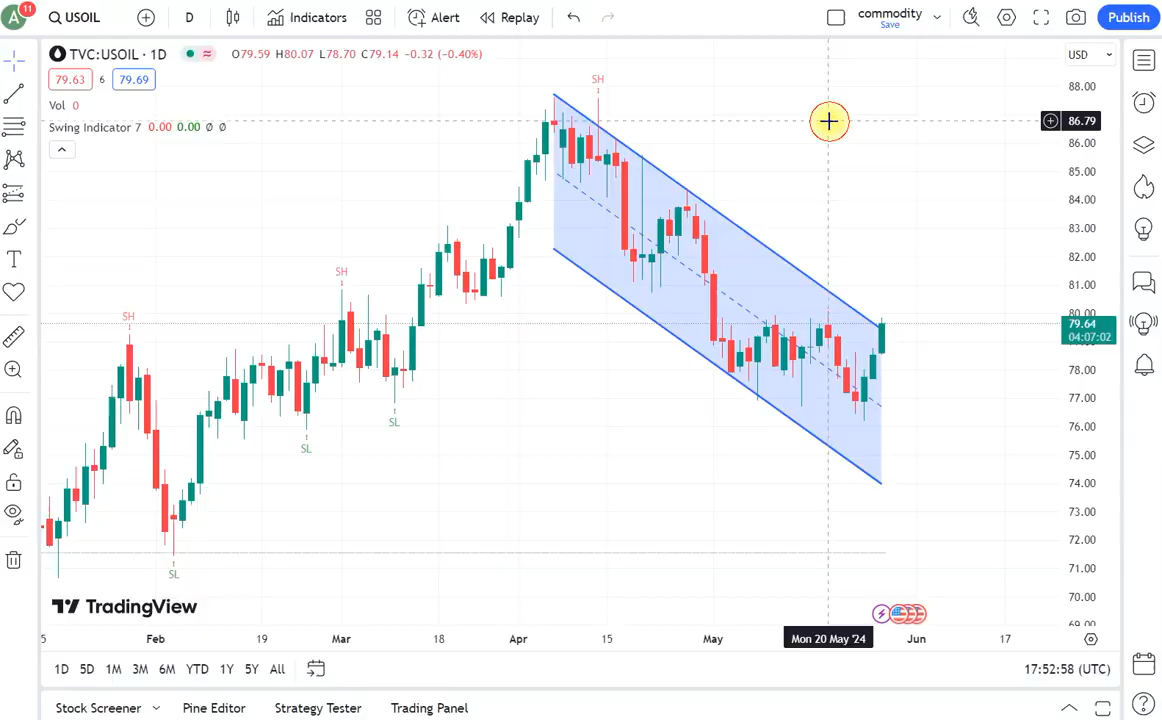 A 11 USOIL D Indicators Alert Replay commodity Save Publish
TVC:USOIL · 1D O79.59 H80.07 L78.70 C79.14 −0.32 (−0.40%) USD
79.63 6 79.69
Vol 0
Swing Indicator 7 0.00 0.00 Ø Ø
SH
SH
SH
SL
SL
SL
88.00
86.79
86.00
85.00
84.00
83.00
82.00
81.00
80.00
79.64
04:07:02
78.00
77.00
76.00
75.00
74.00
73.00
72.00
71.00
70.00
69.00
TradingView
5 Feb 19 Mar 18 Apr 15 May Mon 20 May '24 Jun 17
1D 5D 1M 3M 6M YTD 1Y 5Y All 17:52:58 (UTC)
Stock Screener Pine Editor Strategy Tester Trading Panel